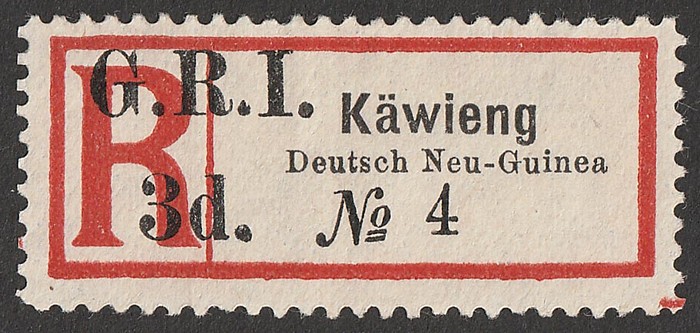 G.R.I.
R
Käwieng
Deutsch Neu-Guinea
3d.
№ 4